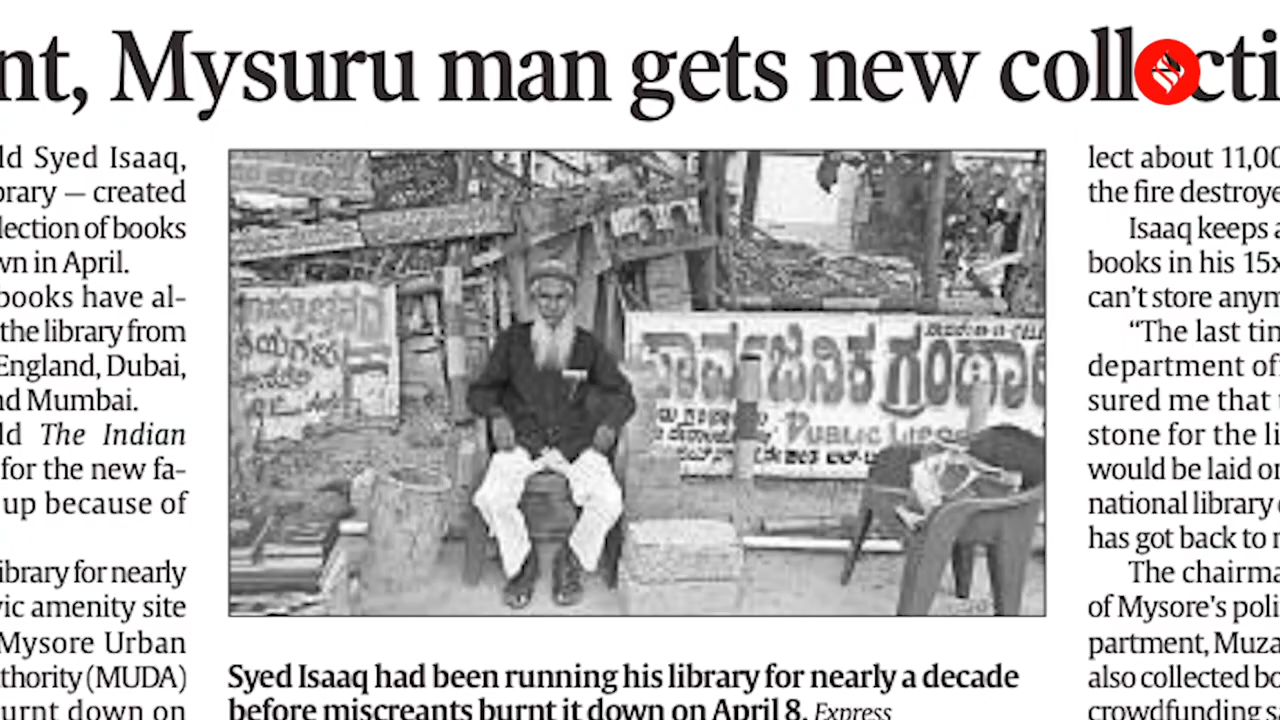 nt, Mysuru man gets new coll cti
ld Syed Isaaq,
brary — created
lection of books
wn in April.
books have al-
the library from
England, Dubai,
nd Mumbai.
ld The Indian
for the new fa-
up because of
ibrary for nearly
vic amenity site
Mysore Urban
thority (MUDA)
urnt down on
ಸಾರ್ವಜನಿಕ ಗ್ರಂಥಾಲ
PUBLIC
Syed Isaaq had been running his library for nearly a decade
before miscreants burnt it down on April 8. Express
lect about 11,00
the fire destroye
Isaaq keeps a
books in his 15x
can't store anym
“The last tim
department of
sured me that t
stone for the li
would be laid on
national library
has got back to
The chairma
of Mysore's poli
partment, Muza
also collected bo
crowdfunding s